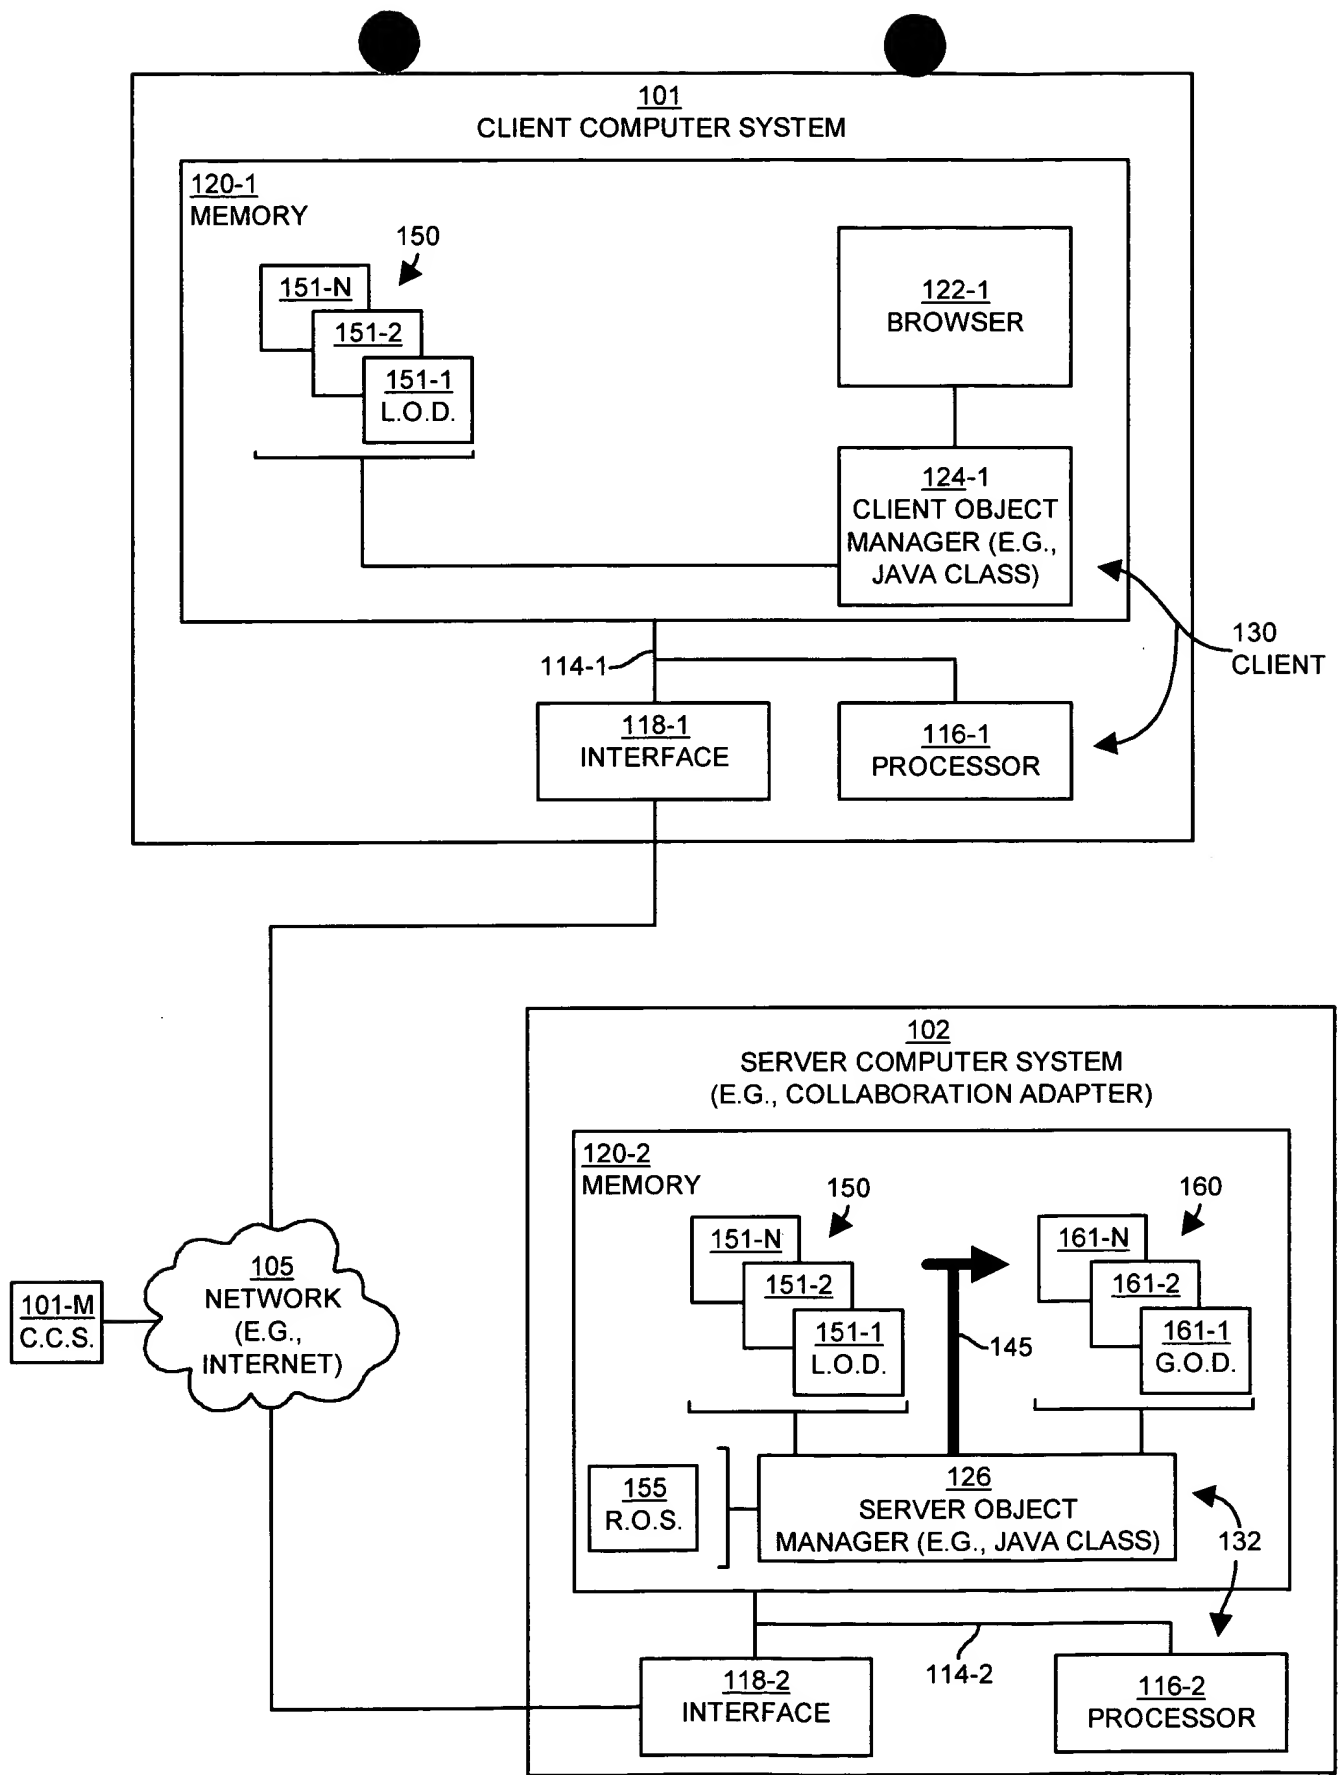 101
CLIENT COMPUTER SYSTEM
120-1
MEMORY
150
151-N
151-2
151-1
L.O.D.
122-1
BROWSER
124-1
CLIENT OBJECT
MANAGER (E.G.,
JAVA CLASS)
130
CLIENT
114-1
118-1
INTERFACE
116-1
PROCESSOR
102
SERVER COMPUTER SYSTEM
(E.G., COLLABORATION ADAPTER)
120-2
MEMORY
150
160
151-N
151-2
151-1
L.O.D.
161-N
161-2
161-1
G.O.D.
145
105
NETWORK
(E.G.,
INTERNET)
101-M
C.C.S.
155
R.O.S.
126
SERVER OBJECT
MANAGER (E.G., JAVA CLASS)
132
114-2
118-2
INTERFACE
116-2
PROCESSOR